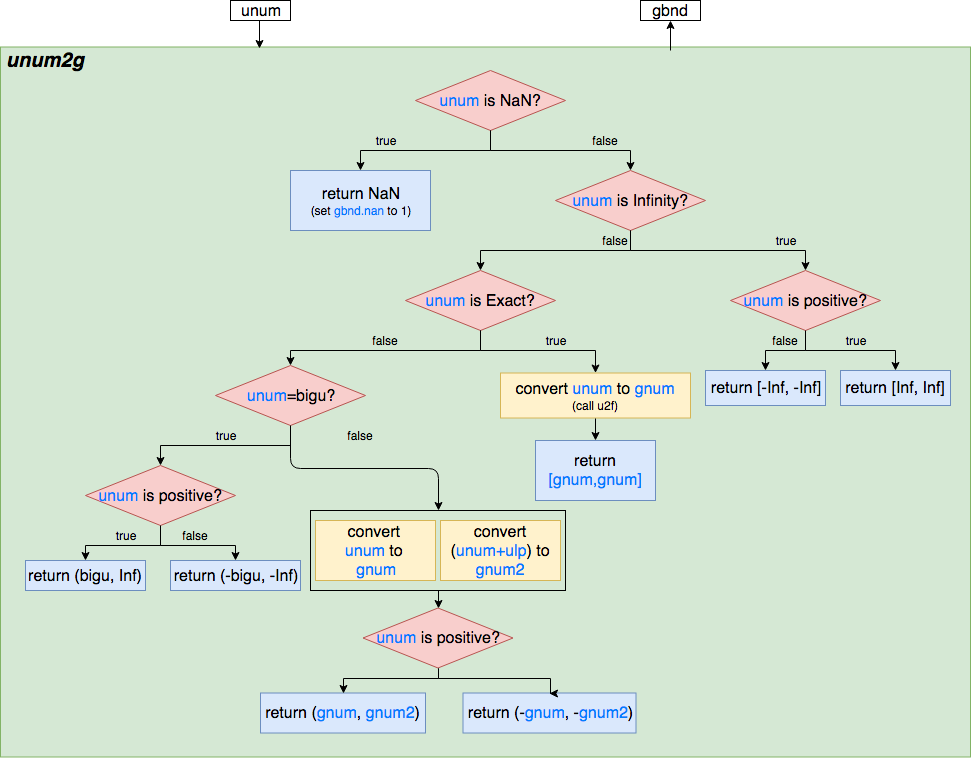 unum
gbnd
unum2g
unum is NaN?
true
false
return NaN
(set gbnd.nan to 1)
unum is Infinity?
false
true
unum is Exact?
unum is positive?
false
true
false
true
unum=bigu?
convert unum to gnum
(call u2f)
return [-Inf, -Inf]
return [Inf, Inf]
true
false
return
[gnum,gnum]
unum is positive?
true
false
convert
unum to
gnum
convert
(unum+ulp) to
gnum2
return (bigu, Inf)
return (-bigu, -Inf)
unum is positive?
return (gnum, gnum2)
return (-gnum, -gnum2)